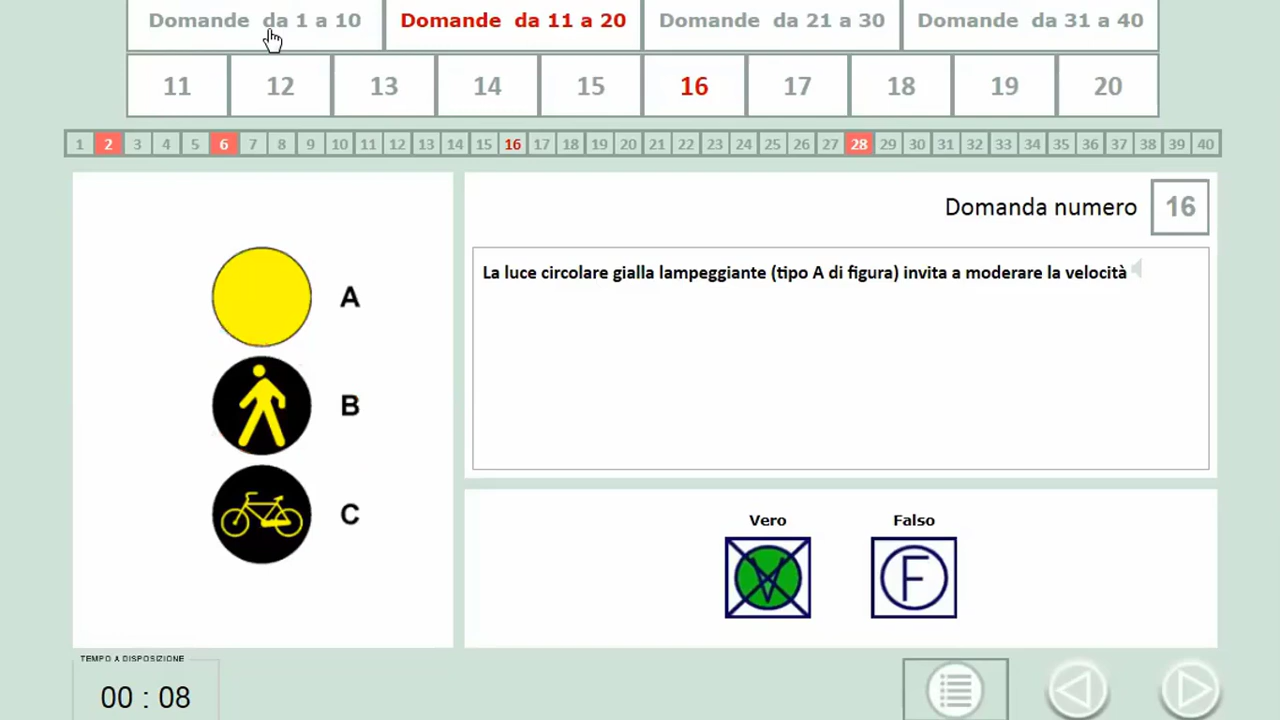 Domande da 1 a 10 Domande da 11 a 20 Domande da 21 a 30 Domande da 31 a 40
11 12 13 14 15 16 17 18 19 20
1 2 3 4 5 6 7 8 9 10 11 12 13 14 15 16 17 18 19 20 21 22 23 24 25 26 27 28 29 30 31 32 33 34 35 36 37 38 39 40
Domanda numero 16
La luce circolare gialla lampeggiante (tipo A di figura) invita a moderare la velocità
A
B
C
Vero Falso
V F
TEMPO A DISPOSIZIONE
00 : 08